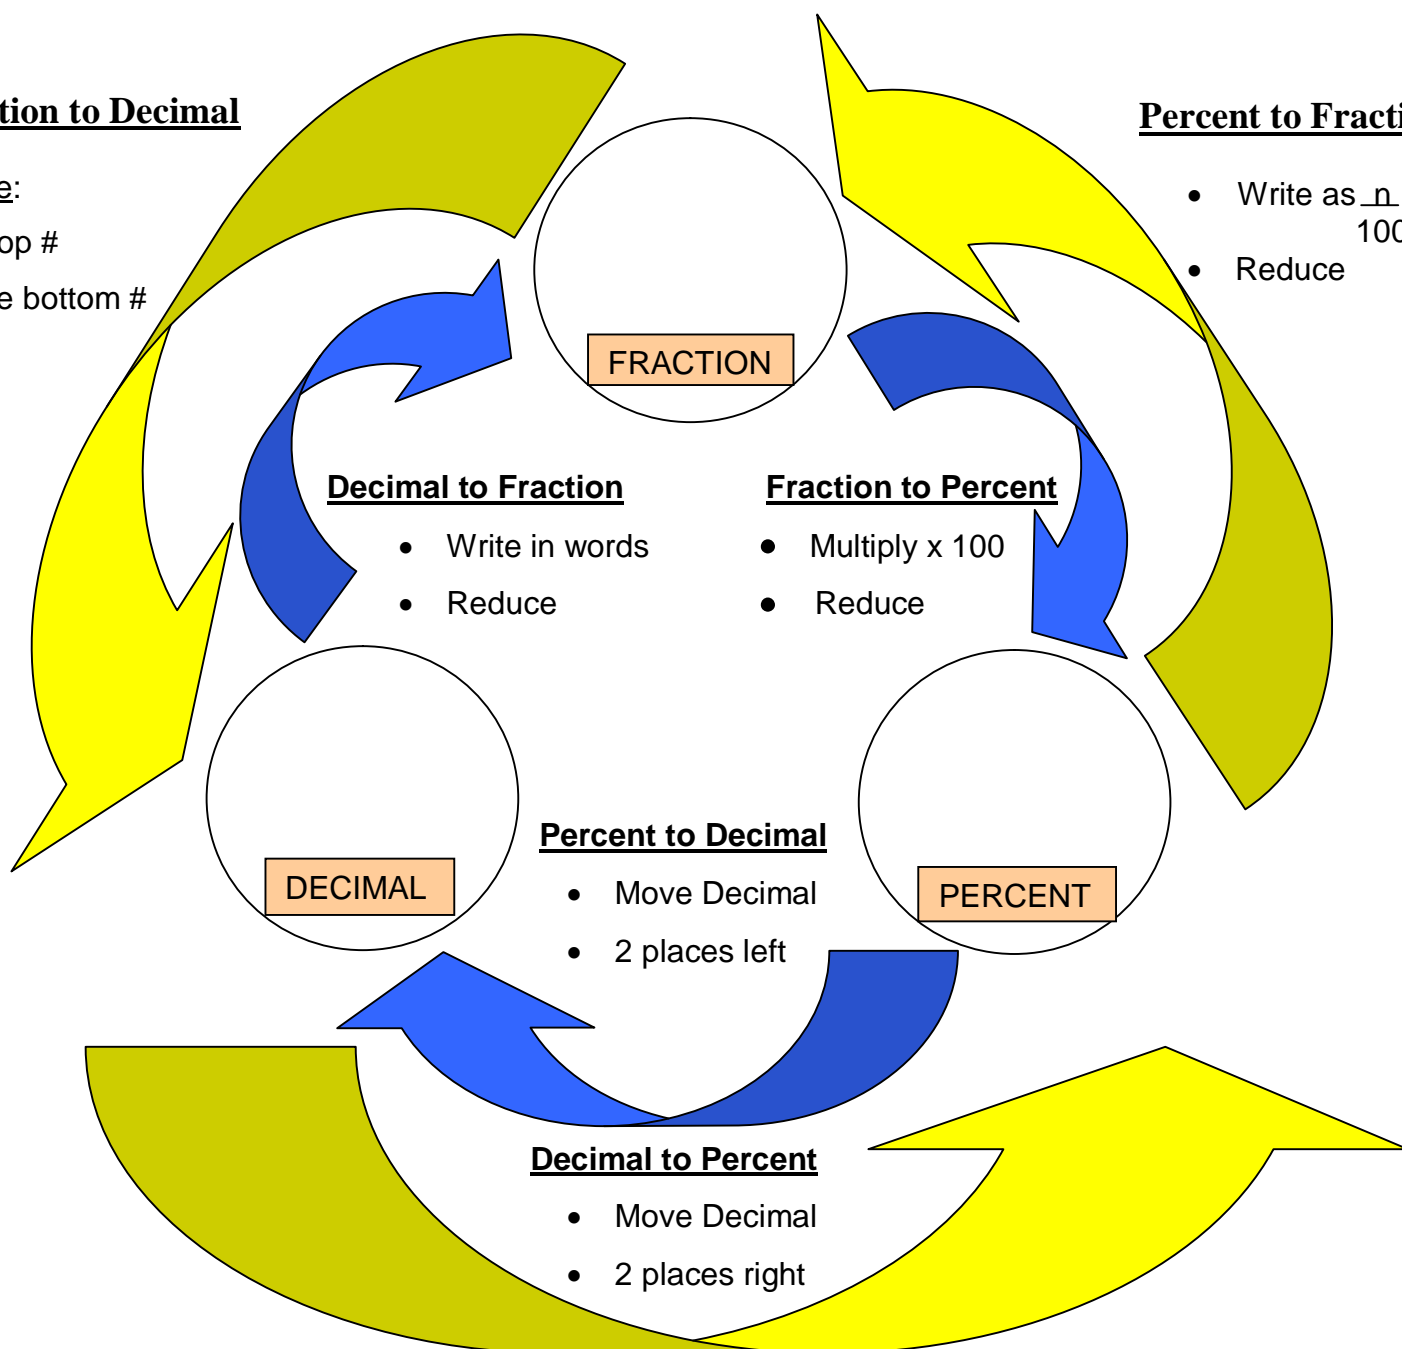 tion to Decimal
e:
op #
e bottom #
Percent to Fracti
• Write as n
100
• Reduce
FRACTION
Decimal to Fraction
• Write in words
• Reduce
Fraction to Percent
• Multiply x 100
• Reduce
DECIMAL
Percent to Decimal
• Move Decimal
• 2 places left
PERCENT
Decimal to Percent
• Move Decimal
• 2 places right